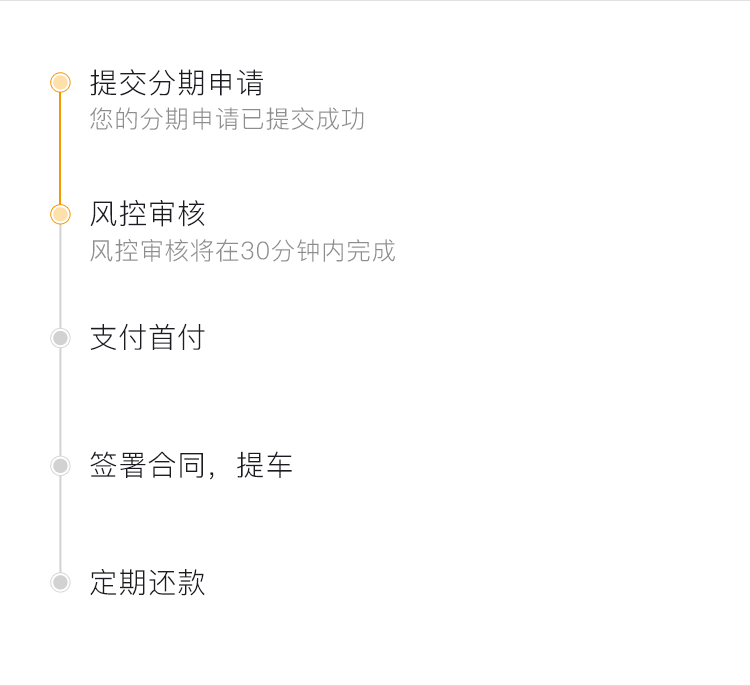 提交分期申请
您的分期申请已提交成功
风控审核
风控审核将在30分钟内完成
支付首付
签署合同，提车
定期还款